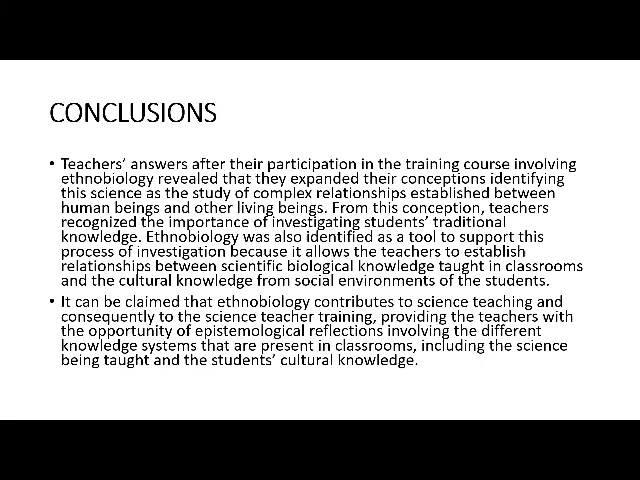 CONCLUSIONS
• Teachers' answers after their participation in the training course involving
ethnobiology revealed that they expanded their conceptions identifying
this science as the study of complex relationships established between
human beings and other living beings. From this conception, teachers
recognized the importance of investigating students' traditional
knowledge. Ethnobiology was also identified as a tool to support this
process of investigation because it allows the teachers to establish
relationships between scientific biological knowledge taught in classrooms
and the cultural knowledge from social environments of the students.
• It can be claimed that ethnobiology contributes to science teaching and
consequently to the science teacher training, providing the teachers with
the opportunity of epistemological reflections involving the different
knowledge systems that are present in classrooms, including the science
being taught and the students' cultural knowledge.